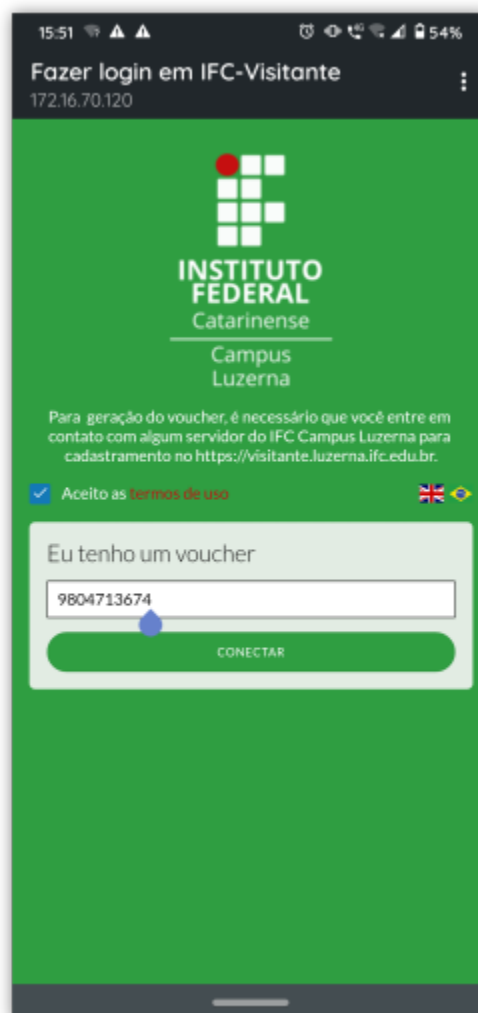 15:51 54%
Fazer login em IFC-Visitante
172.16.70.120
INSTITUTO
FEDERAL
Catarinense
Campus
Luzerna
Para geração do voucher, é necessário que você entre em
contato com algum servidor do IFC Campus Luzerna para
cadastramento no https://visitante.luzerna.ifc.edu.br.
Aceito as termos de uso
Eu tenho um voucher
9804713674
CONECTAR